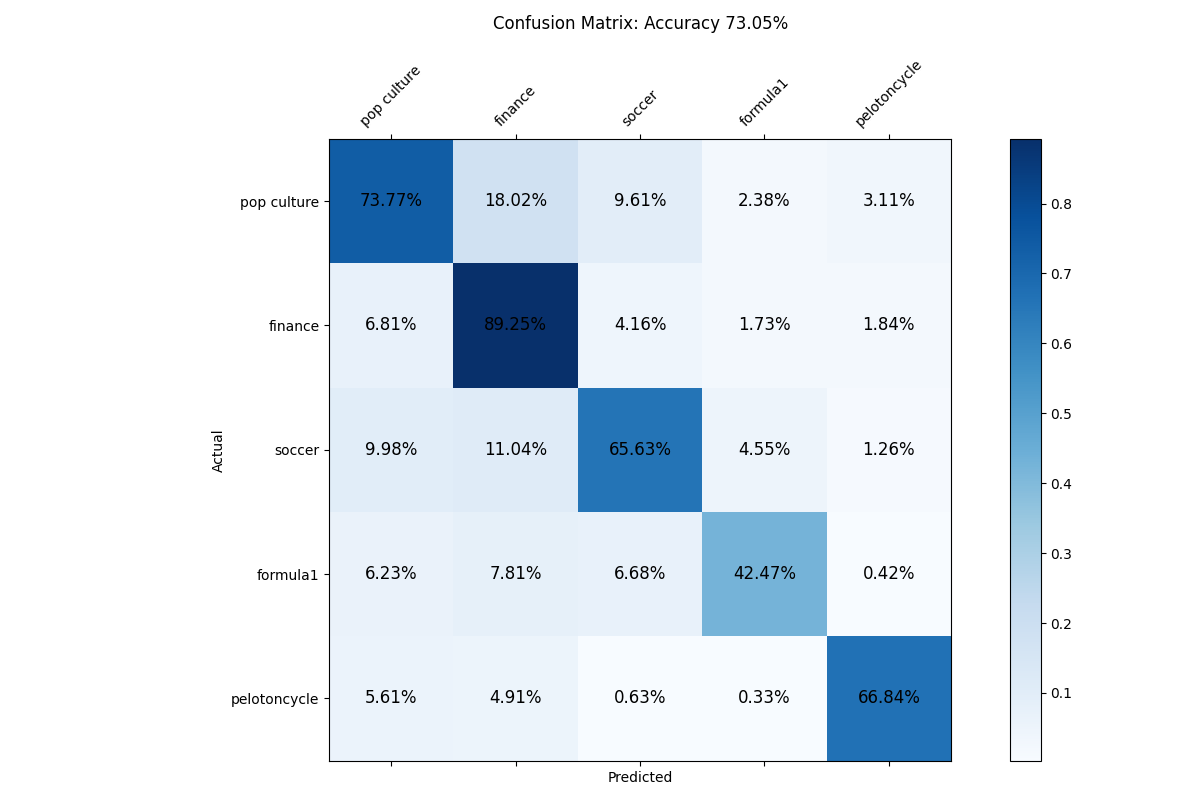 Confusion Matrix: Accuracy 73.05%
pop culture finance soccer formula1 pelotoncycle
pop culture 73.77% 18.02% 9.61% 2.38% 3.11%
finance 6.81% 89.25% 4.16% 1.73% 1.84%
soccer 9.98% 11.04% 65.63% 4.55% 1.26%
formula1 6.23% 7.81% 6.68% 42.47% 0.42%
pelotoncycle 5.61% 4.91% 0.63% 0.33% 66.84%
Actual
Predicted
0.8
0.7
0.6
0.5
0.4
0.3
0.2
0.1